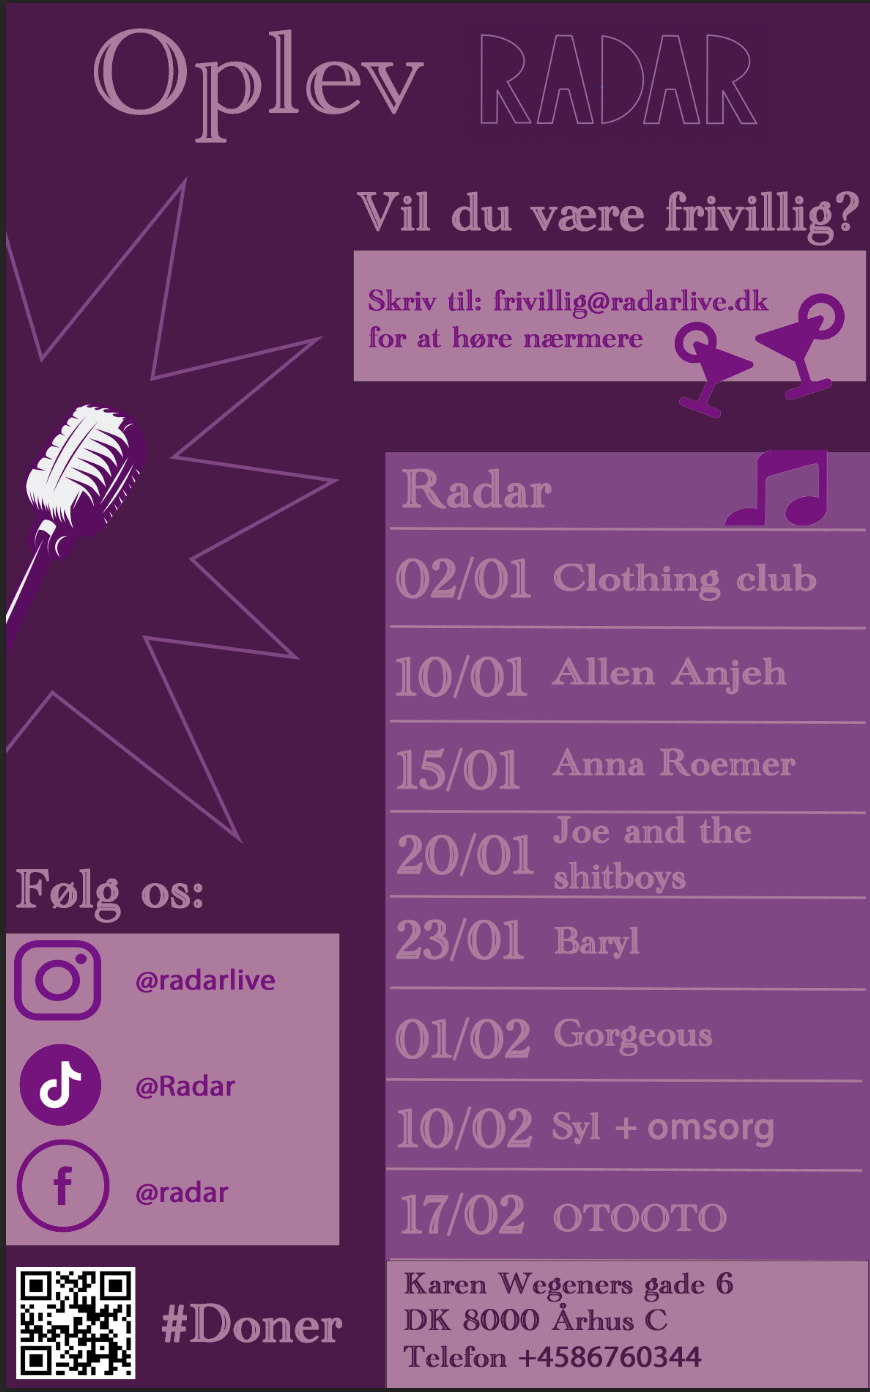 Oplev RADAR
Vil du være frivillig?
Skriv til: frivillig@radarlive.dk
for at høre nærmere
Radar
02/01 Clothing club
10/01 Allen Anjeh
15/01 Anna Roemer
20/01 Joe and the
shitboys
23/01 Baryl
01/02 Gorgeous
10/02 Syl + omsorg
17/02 OTOOTO
Følg os:
@radarlive
@Radar
@radar
#Doner
Karen Wegeners gade 6
DK 8000 Århus C
Telefon +4586760344